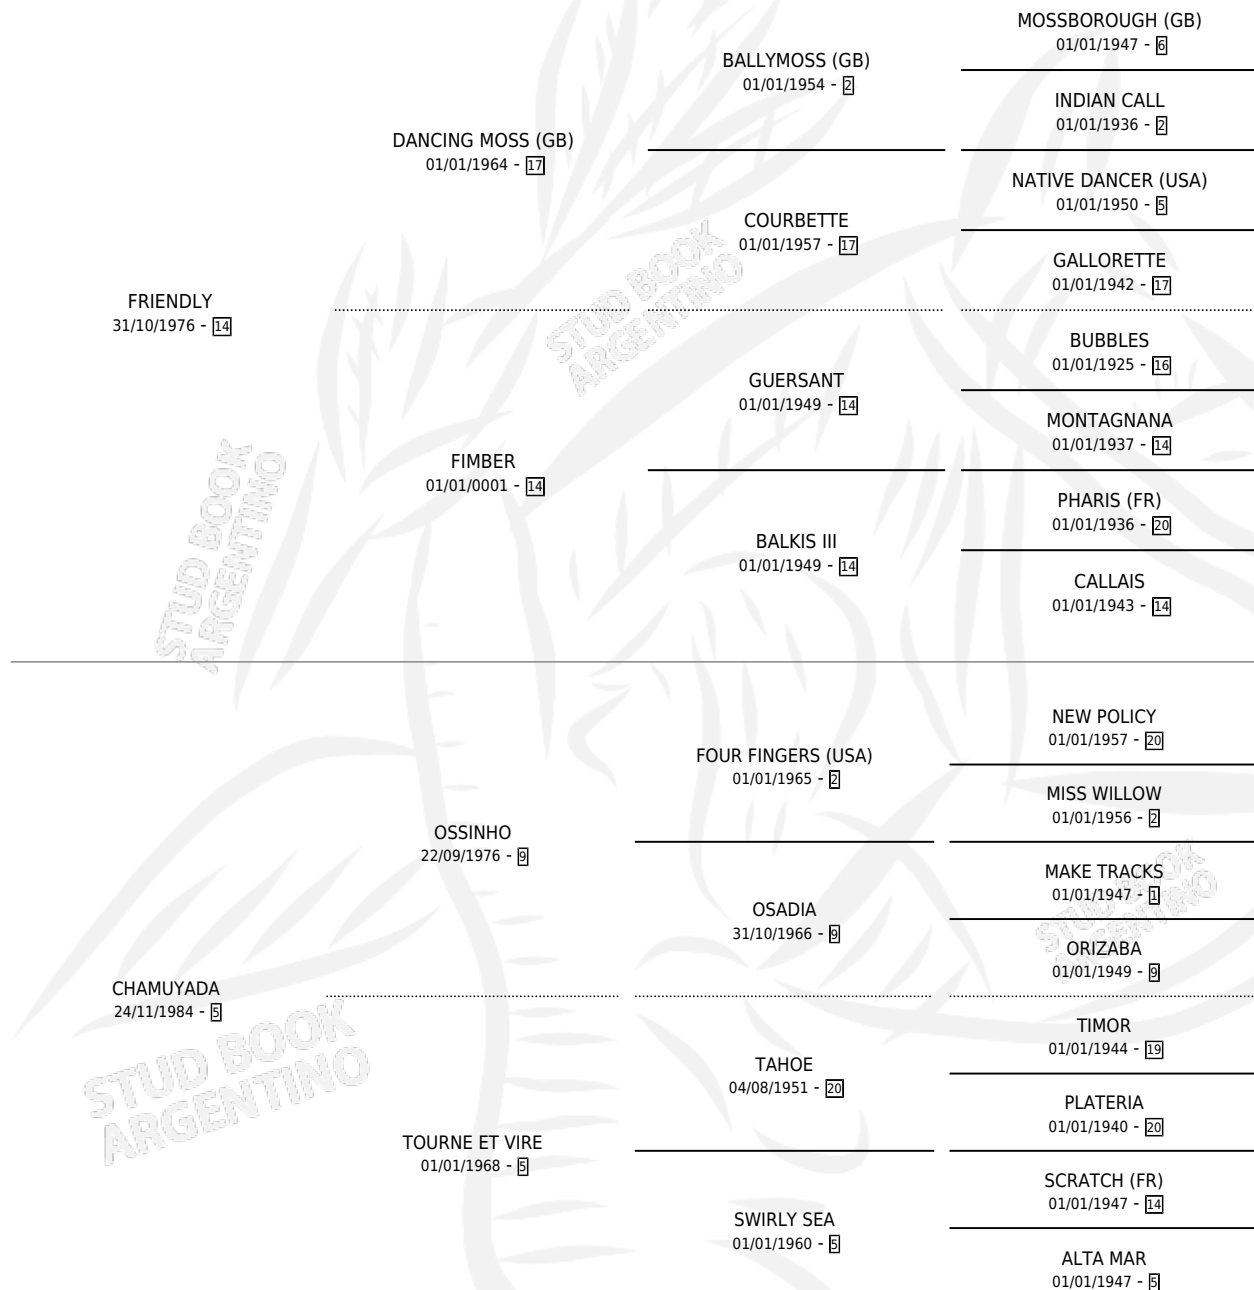 MOSSBOROUGH (GB)
01/01/1947 - 6
BALLYMOSS (GB)
01/01/1954 - 2
INDIAN CALL
01/01/1936 - 2
DANCING MOSS (GB)
01/01/1964 - 17
NATIVE DANCER (USA)
01/01/1950 - 5
COURBETTE
01/01/1957 - 17
GALLORETTE
01/01/1942 - 17
FRIENDLY
31/10/1976 - 14
BUBBLES
01/01/1925 - 16
GUERSANT
01/01/1949 - 14
MONTAGNANA
01/01/1937 - 14
FIMBER
01/01/0001 - 14
PHARIS (FR)
01/01/1936 - 20
BALKIS III
01/01/1949 - 14
CALLAIS
01/01/1943 - 14
NEW POLICY
01/01/1957 - 20
FOUR FINGERS (USA)
01/01/1965 - 2
MISS WILLOW
01/01/1956 - 2
OSSINHO
22/09/1976 - 9
MAKE TRACKS
01/01/1947 - 1
OSADIA
31/10/1966 - 9
ORIZABA
01/01/1949 - 9
CHAMUYADA
24/11/1984 - 5
TIMOR
01/01/1944 - 19
TAHOE
04/08/1951 - 20
PLATERIA
01/01/1940 - 20
TOURNE ET VIRE
01/01/1968 - 5
SCRATCH (FR)
01/01/1947 - 14
SWIRLY SEA
01/01/1960 - 5
ALTA MAR
01/01/1947 - 5
STUD BOOK
ARGENTINO
STUD BOOK
ARGENTINO
STUD BOOK
ARGENTINO
STUD BOOK
ARGENTINO